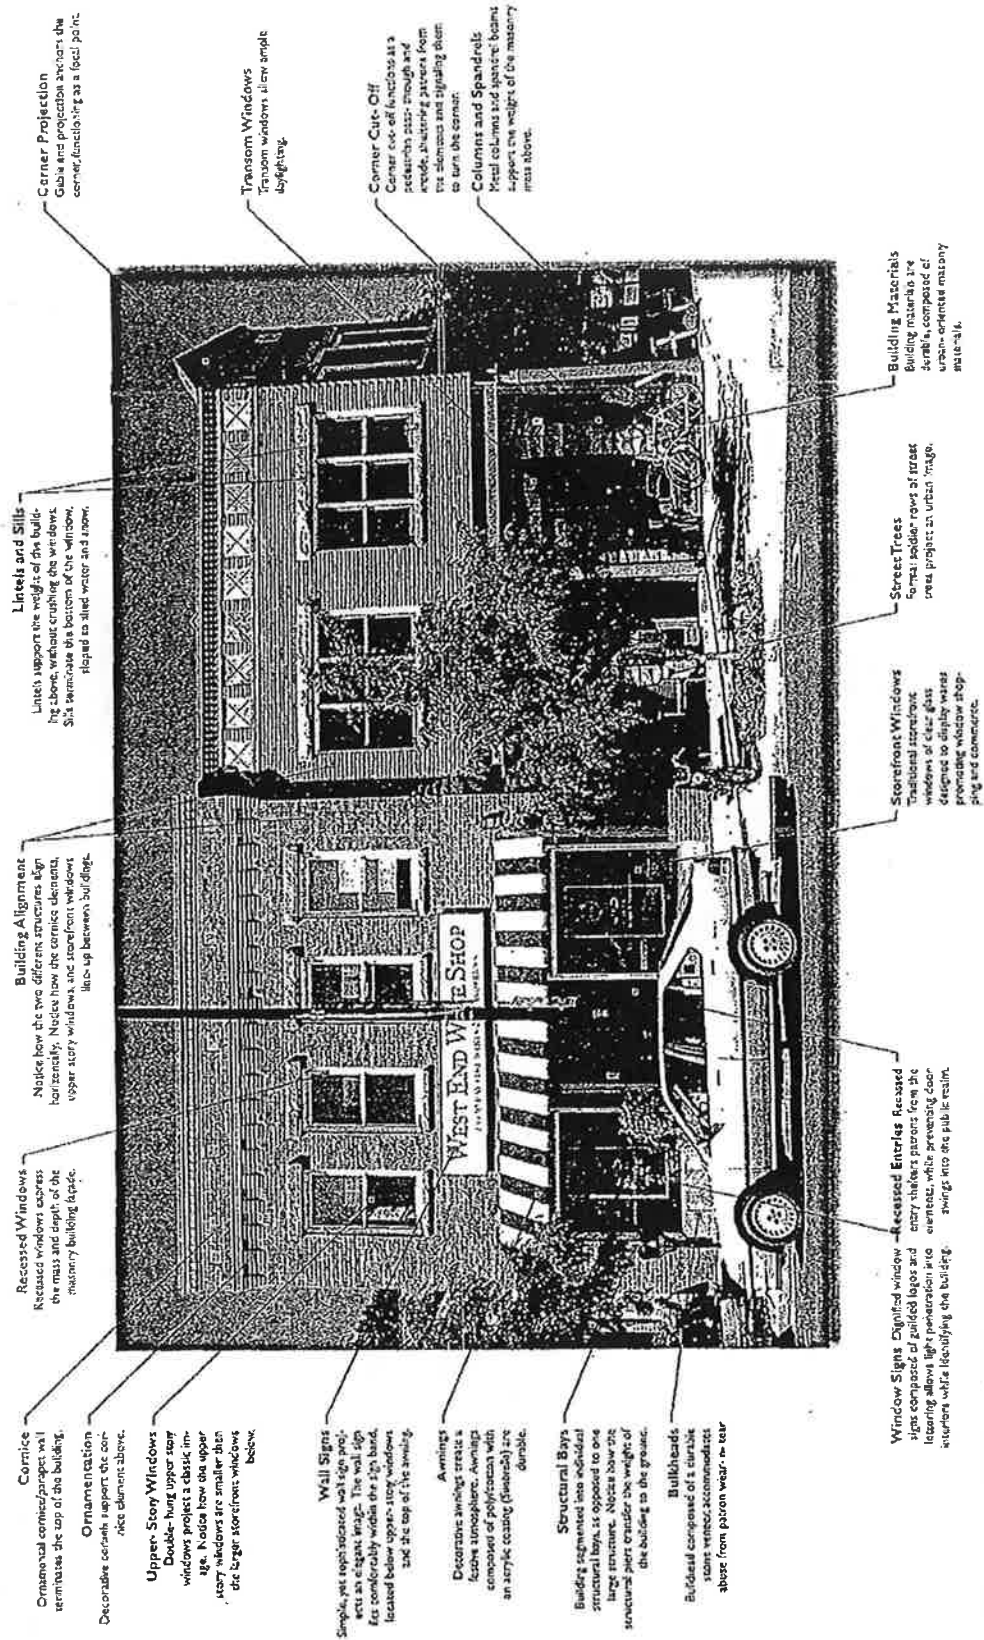 Cornice
Ornamental cornice/parapet wall
terminates the top of the building.
Ornamentation
Decorative corbels support the cor-
nice element above.
Upper- Story Windows
Double- hung upper story
windows project a classic im-
age. Notice how the upper
story windows are smaller then
the larger storefront windows
below.
Wall Signs
Simple, yet sophisticated wall sign proj-
ects an elegant image. The wall sign
fits comfortably within the sign band,
located below upper-story windows
and the top of the awning.
Awnings
Decorative awnings create a
festive atmosphere. Awnings
composed of poly/cotton with
an acrylic coating (Sunbrella) are
durable.
Structural Bays
Building segmented into individual
structural bays, as opposed to one
large structure. Notice how the
structural piers transfer the weight of
the building to the ground.
Bulkheads
Bulkhead composed of a durable
stone veneer accommodates
abuse from patron wear- n- tear
Recessed Windows
Recessed windows express
the mass and depth of the
masonry building façade.
Building Alignment
Notice how the two different structures align
horizontally. Notice how the cornice elements,
upper story windows, and storefront windows
line- up between buildings.
Lintels and Sills
Lintels support the weight of the build-
ing above, without crushing the windows.
Sills terminate the bottom of the window,
sloped to shed water and snow.
Corner Projection
Gable end projection anchors the
corner, functioning as a focal point.
Transom Windows
Transom windows allow ample
daylighting.
Corner Cut- Off
Corner cut- off functions as a
pedestrian pass- through and
arcade, sheltering patrons from
the elements and signaling them
to turn the corner.
Columns and Spandrels
Metal columns and spandrel beams
support the weight of the masonry
mass above.
WEST END WINE SHOP
Window Signs Dignified window
signs composed of guilded logos and
lettering allows light penetration into
interiors while identifying the building.
Recessed Entries Recessed
entry shelters patrons from the
elements, while preventing door
swings into the public realm.
Storefront Windows
Traditional storefront
windows of clear glass
designed to display wares
promoting window shop-
ping and commerce.
Street Trees
Formal soldier rows of street
trees project an urban image.
Building Materials
Building materials are
durable, composed of
urban- oriented masonry
materials.